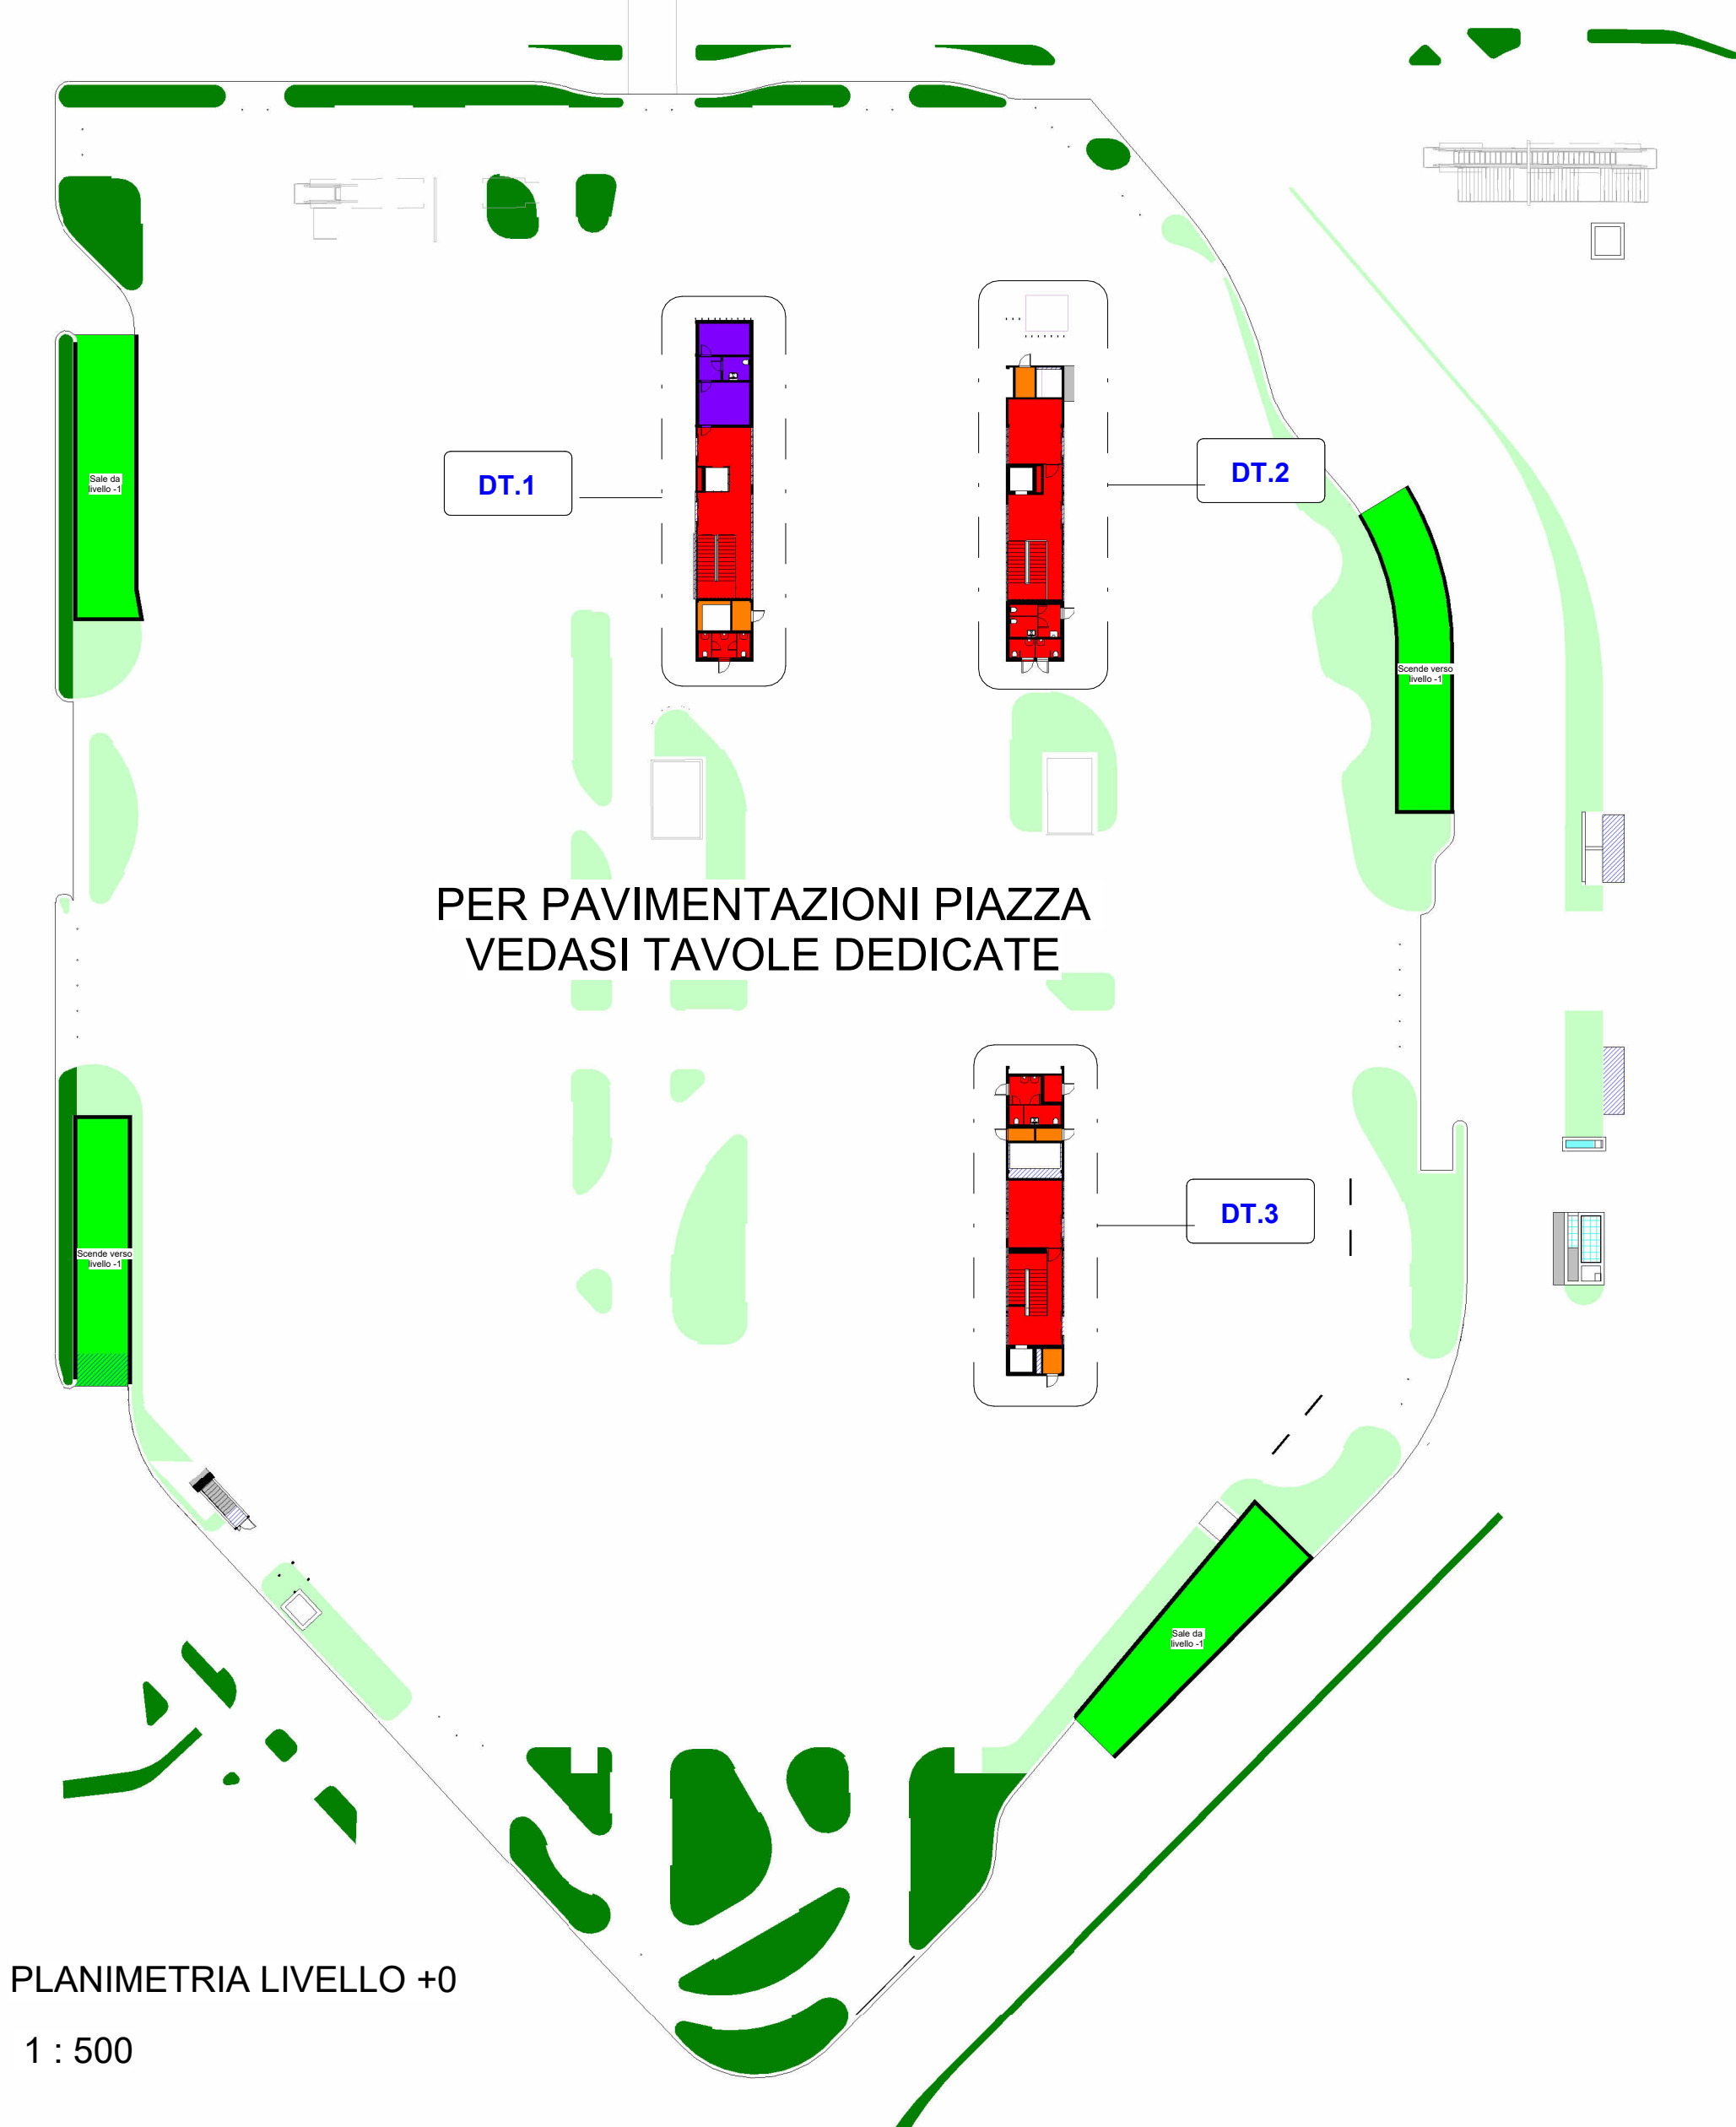 DT.2
Sale da
livello -1
DT.1
Scende verso
livello -1
PER PAVIMENTAZIONI PIAZZA
VEDASI TAVOLE DEDICATE
DT.3
Scende verso
livello -1
Sale da
livello -1
PLANIMETRIA LIVELLO +0
1 : 500